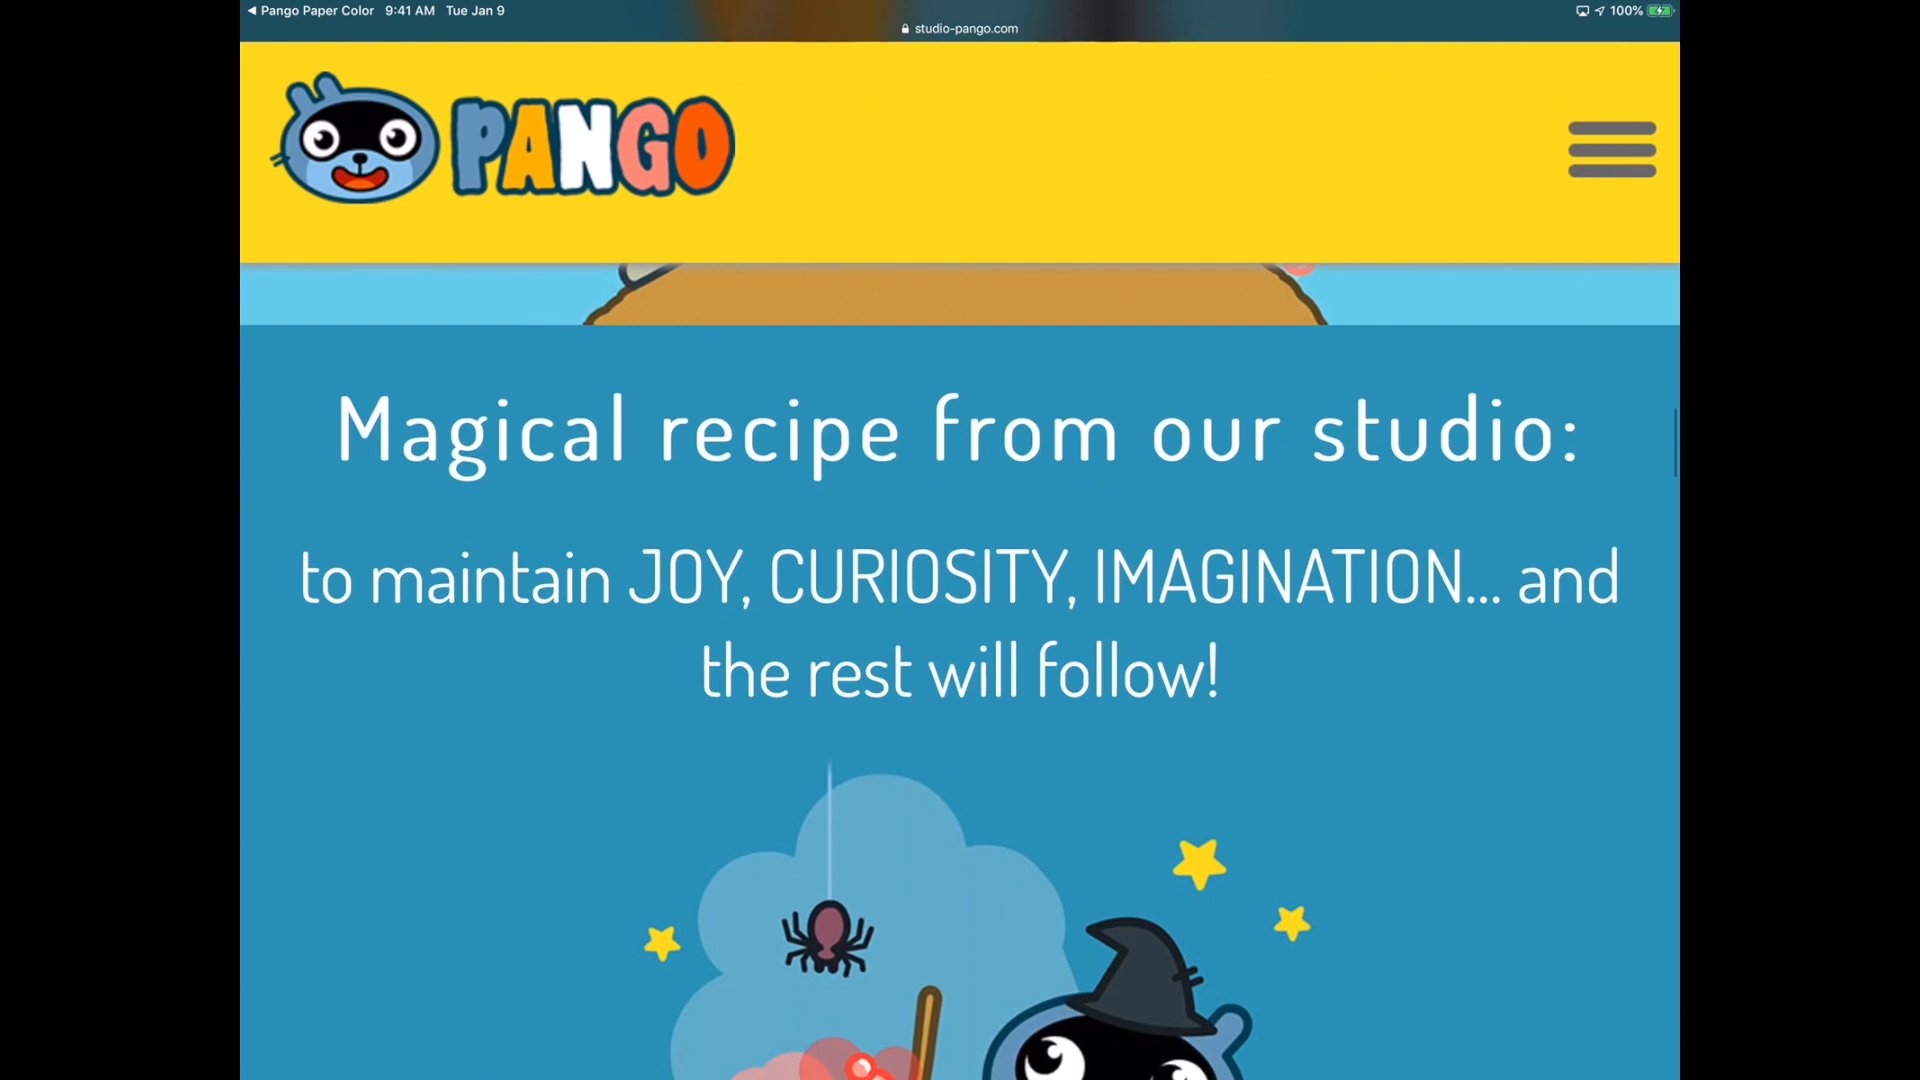 Pango Paper Color 9:41 AM Tue Jan 9 100%
studio-pango.com
PANGO
Magical recipe from our studio:
to maintain JOY, CURIOSITY, IMAGINATION... and
the rest will follow!